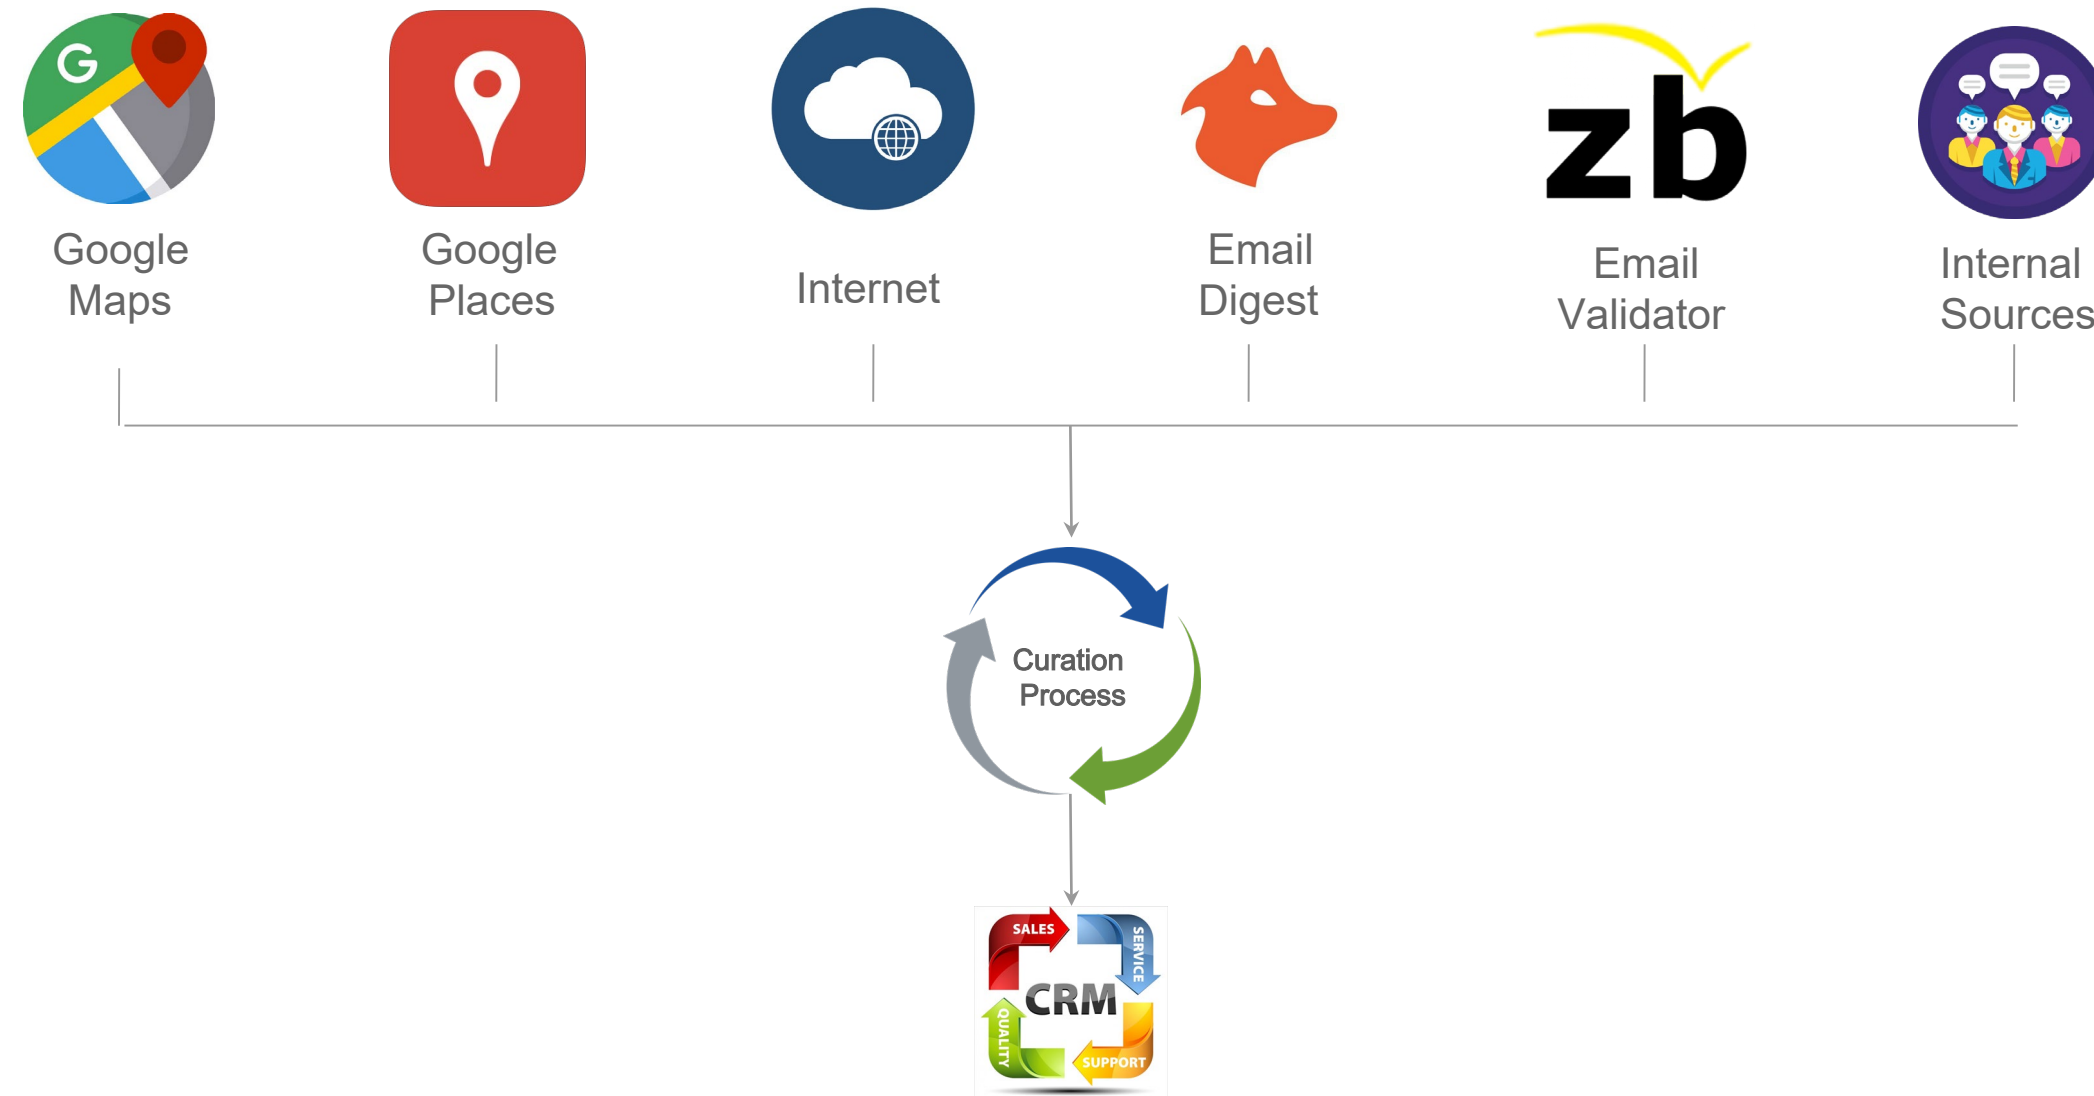 G
zb
Google
Maps
Google
Places
Internet
Email
Digest
Email
Validator
Internal
Sources
Curation
Process
SALES
SERVICE
CRM
QUALITY
SUPPORT